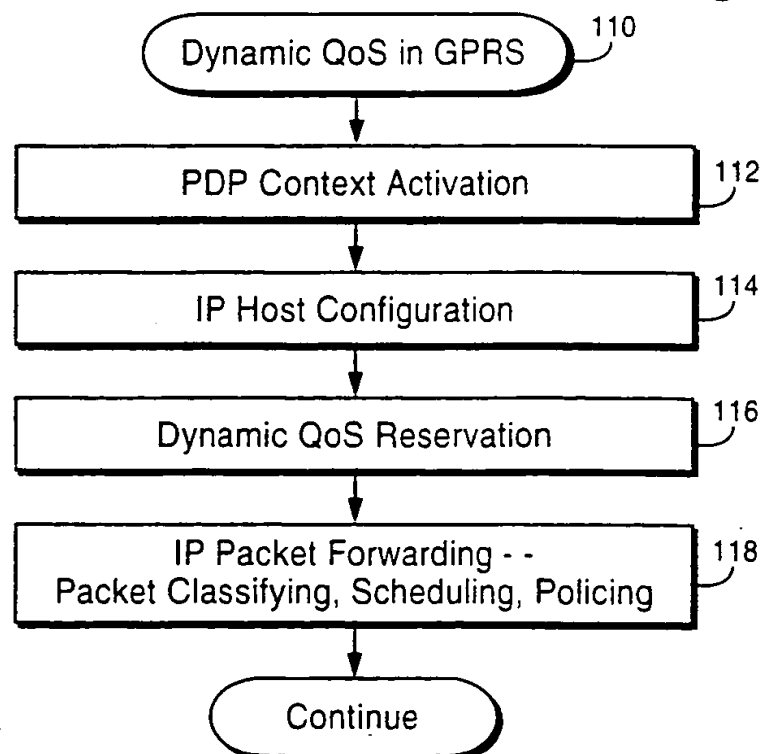 Dynamic QoS in GPRS
110
PDP Context Activation
112
IP Host Configuration
114
Dynamic QoS Reservation
116
IP Packet Forwarding - -
Packet Classifying, Scheduling, Policing
118
Continue